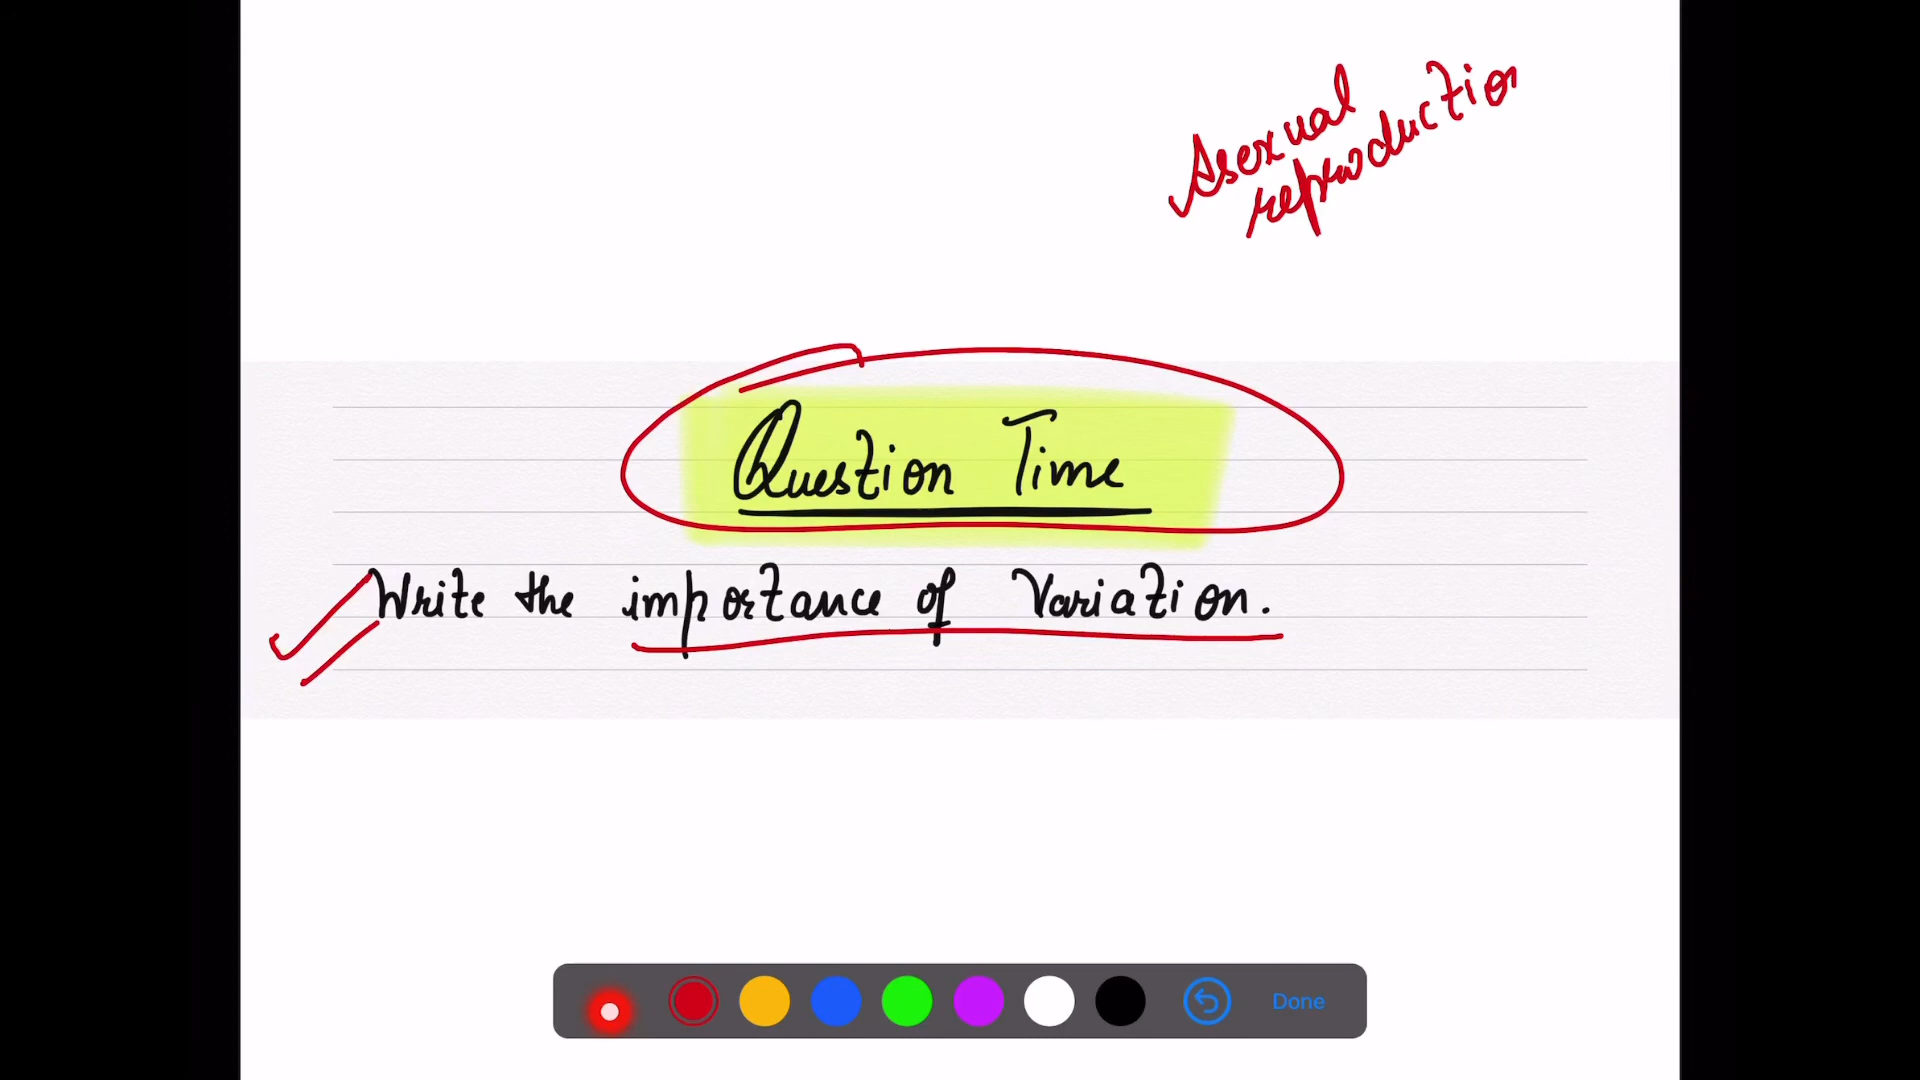 Asexual
reproduction
Question Time
Write the importance of Variation.
Done